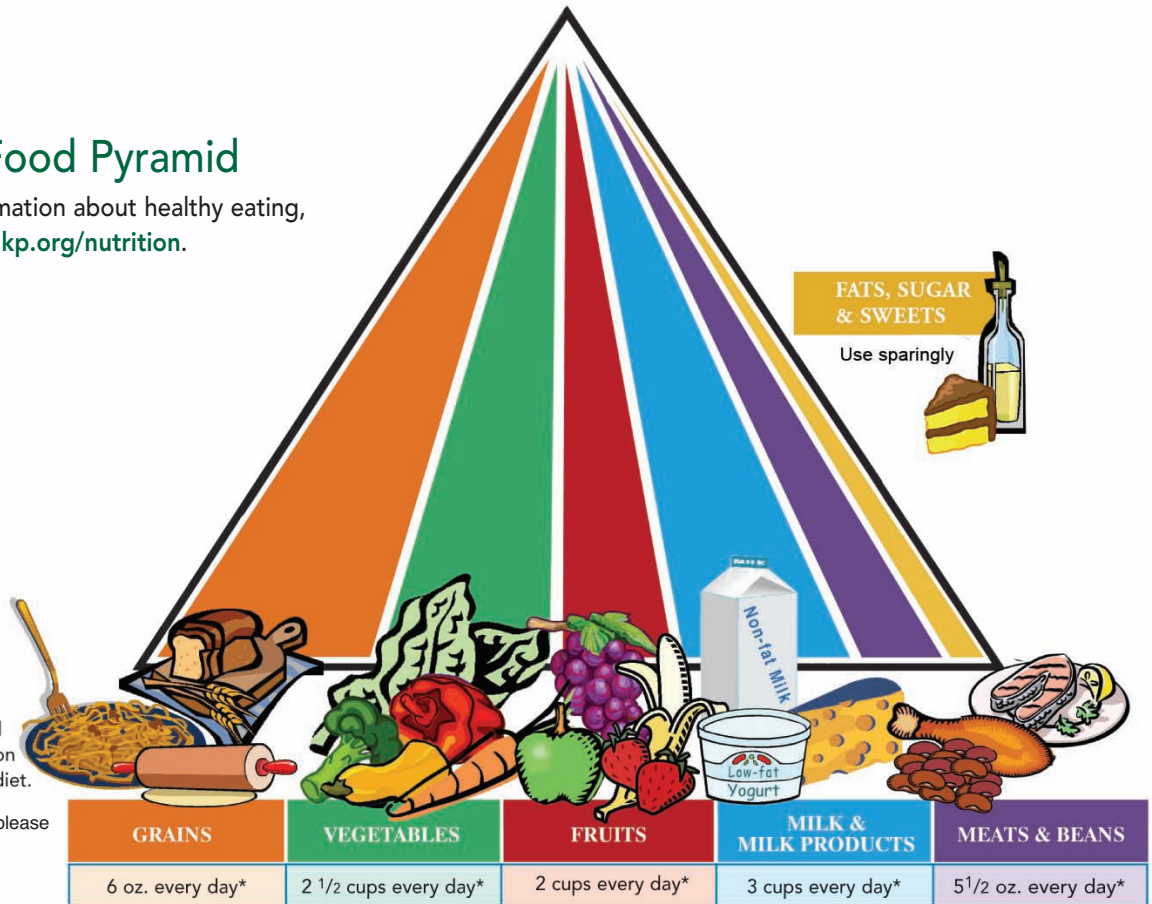 Food Pyramid
mation about healthy eating,
kp.org/nutrition.
FATS, SUGAR
& SWEETS
Use sparingly
Non-fat Milk
Low-fat
Yogurt
on
diet.
please
GRAINS
VEGETABLES
FRUITS
MILK &
MILK PRODUCTS
MEATS & BEANS
6 oz. every day*
2 1/2 cups every day*
2 cups every day*
3 cups every day*
5 1/2 oz. every day*